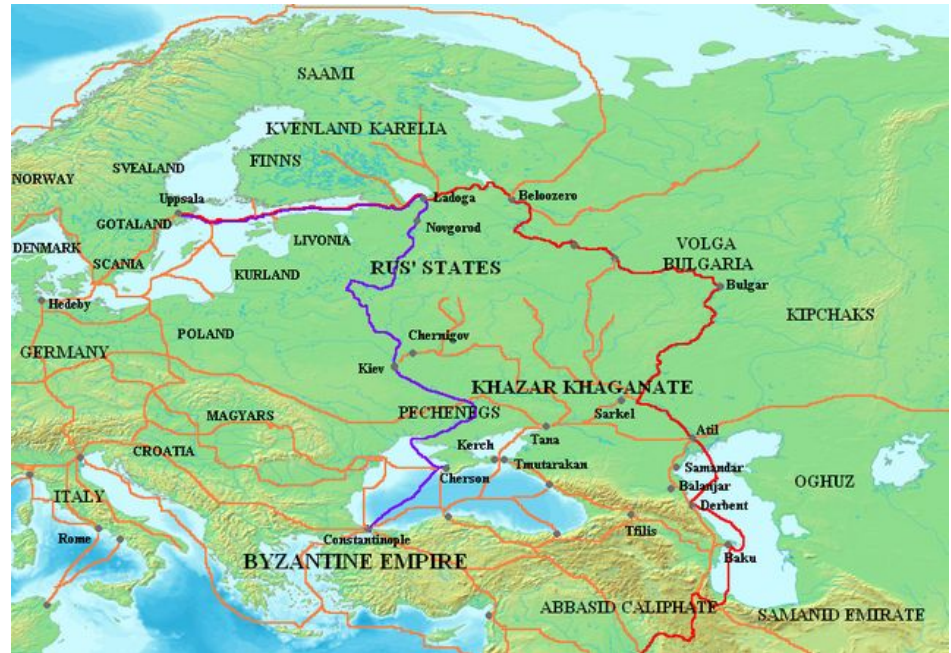 SAAMI
KVENLAND KARELIA
FINNS
SVEALAND
NORWAY
Uppsala
Ladoga
Beloozero
GOTALAND
Novgorod
LIVONIA
DENMARK
VOLGA
BULGARIA
SCANIA
RUS' STATES
KURLAND
Bulgar
Hedeby
KIPCHAKS
POLAND
Chernigov
GERMANY
Kiev
KHAZAR KHAGANATE
PECHENEGS
Sarkel
MAGYARS
Tana
Atil
Kerch
CROATIA
Tmutarakan
Samandar
Cherson
OGHUZ
Balanjar
ITALY
Derbent
Tfilis
Rome
Constantinople
Baku
BYZANTINE EMPIRE
ABBASID CALIPHATE
SAMANID EMIRATE